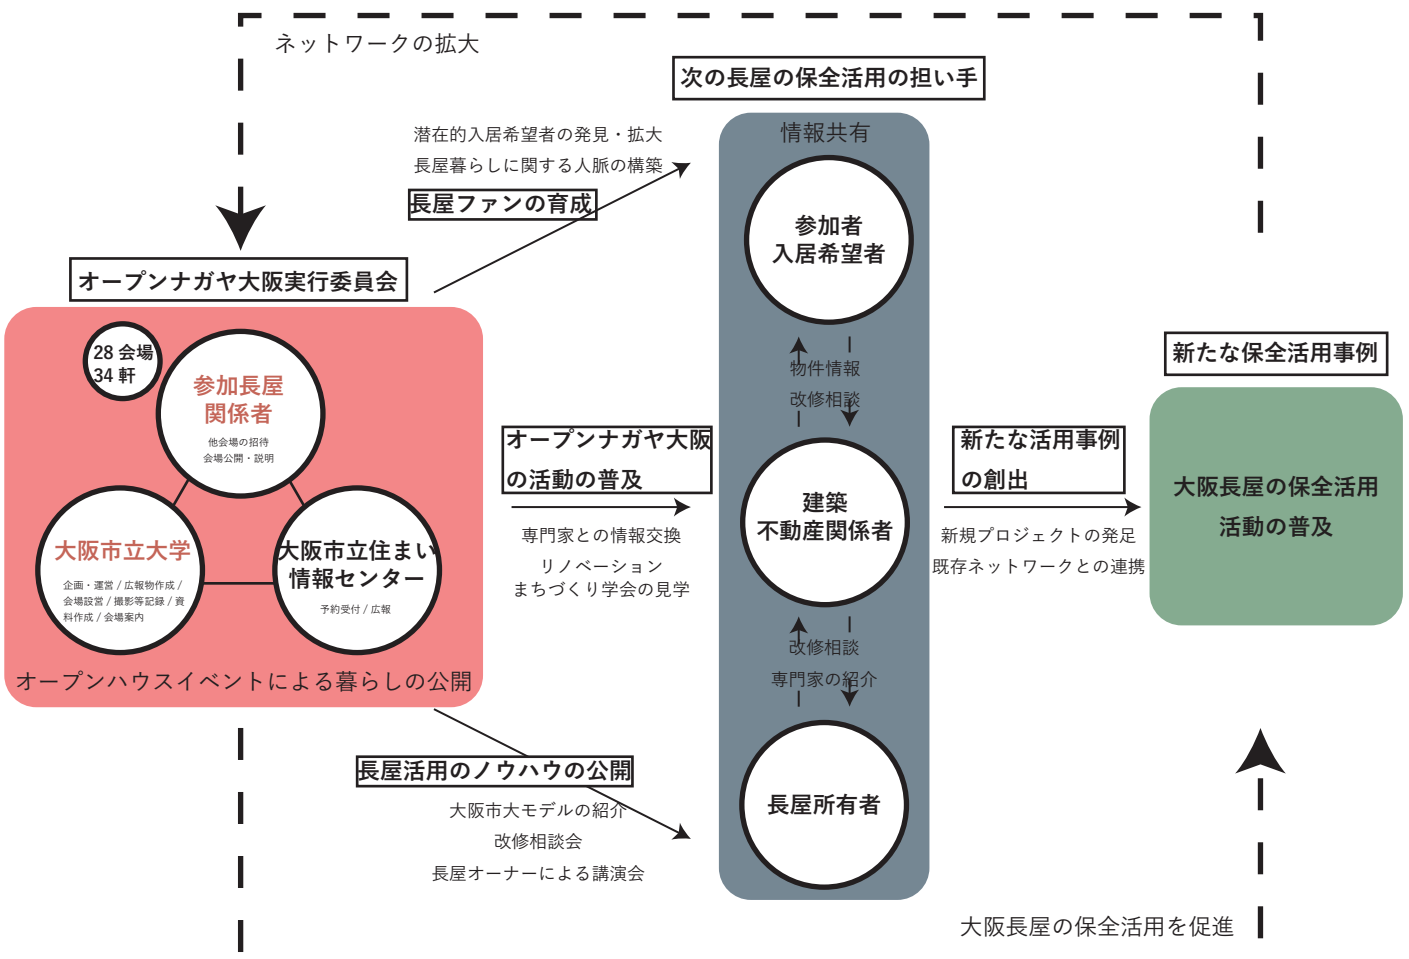 ネットワークの拡大
次の長屋の保全活用の担い手
潜在的入居希望者の発見・拡大
長屋暮らしに関する人脈の構築
長屋ファンの育成
情報共有
参加者
入居希望者
オープンナガヤ大阪実行委員会
28 会場
34 軒
参加長屋
関係者
他会場の招待
会場公開・説明
大阪市立大学
企画・運営 / 広報物作成 /
会場設営 / 撮影等記録 / 資
料作成 / 会場案内
大阪市立住まい
情報センター
予約受付 / 広報
オープンハウスイベントによる暮らしの公開
オープンナガヤ大阪
の活動の普及
専門家との情報交換
リノベーション
まちづくり学会の見学
物件情報
改修相談
建築
不動産関係者
改修相談
専門家の紹介
長屋所有者
新たな活用事例
の創出
新規プロジェクトの発足
既存ネットワークとの連携
新たな保全活用事例
大阪長屋の保全活用
活動の普及
長屋活用のノウハウの公開
大阪市大モデルの紹介
改修相談会
長屋オーナーによる講演会
大阪長屋の保全活用を促進